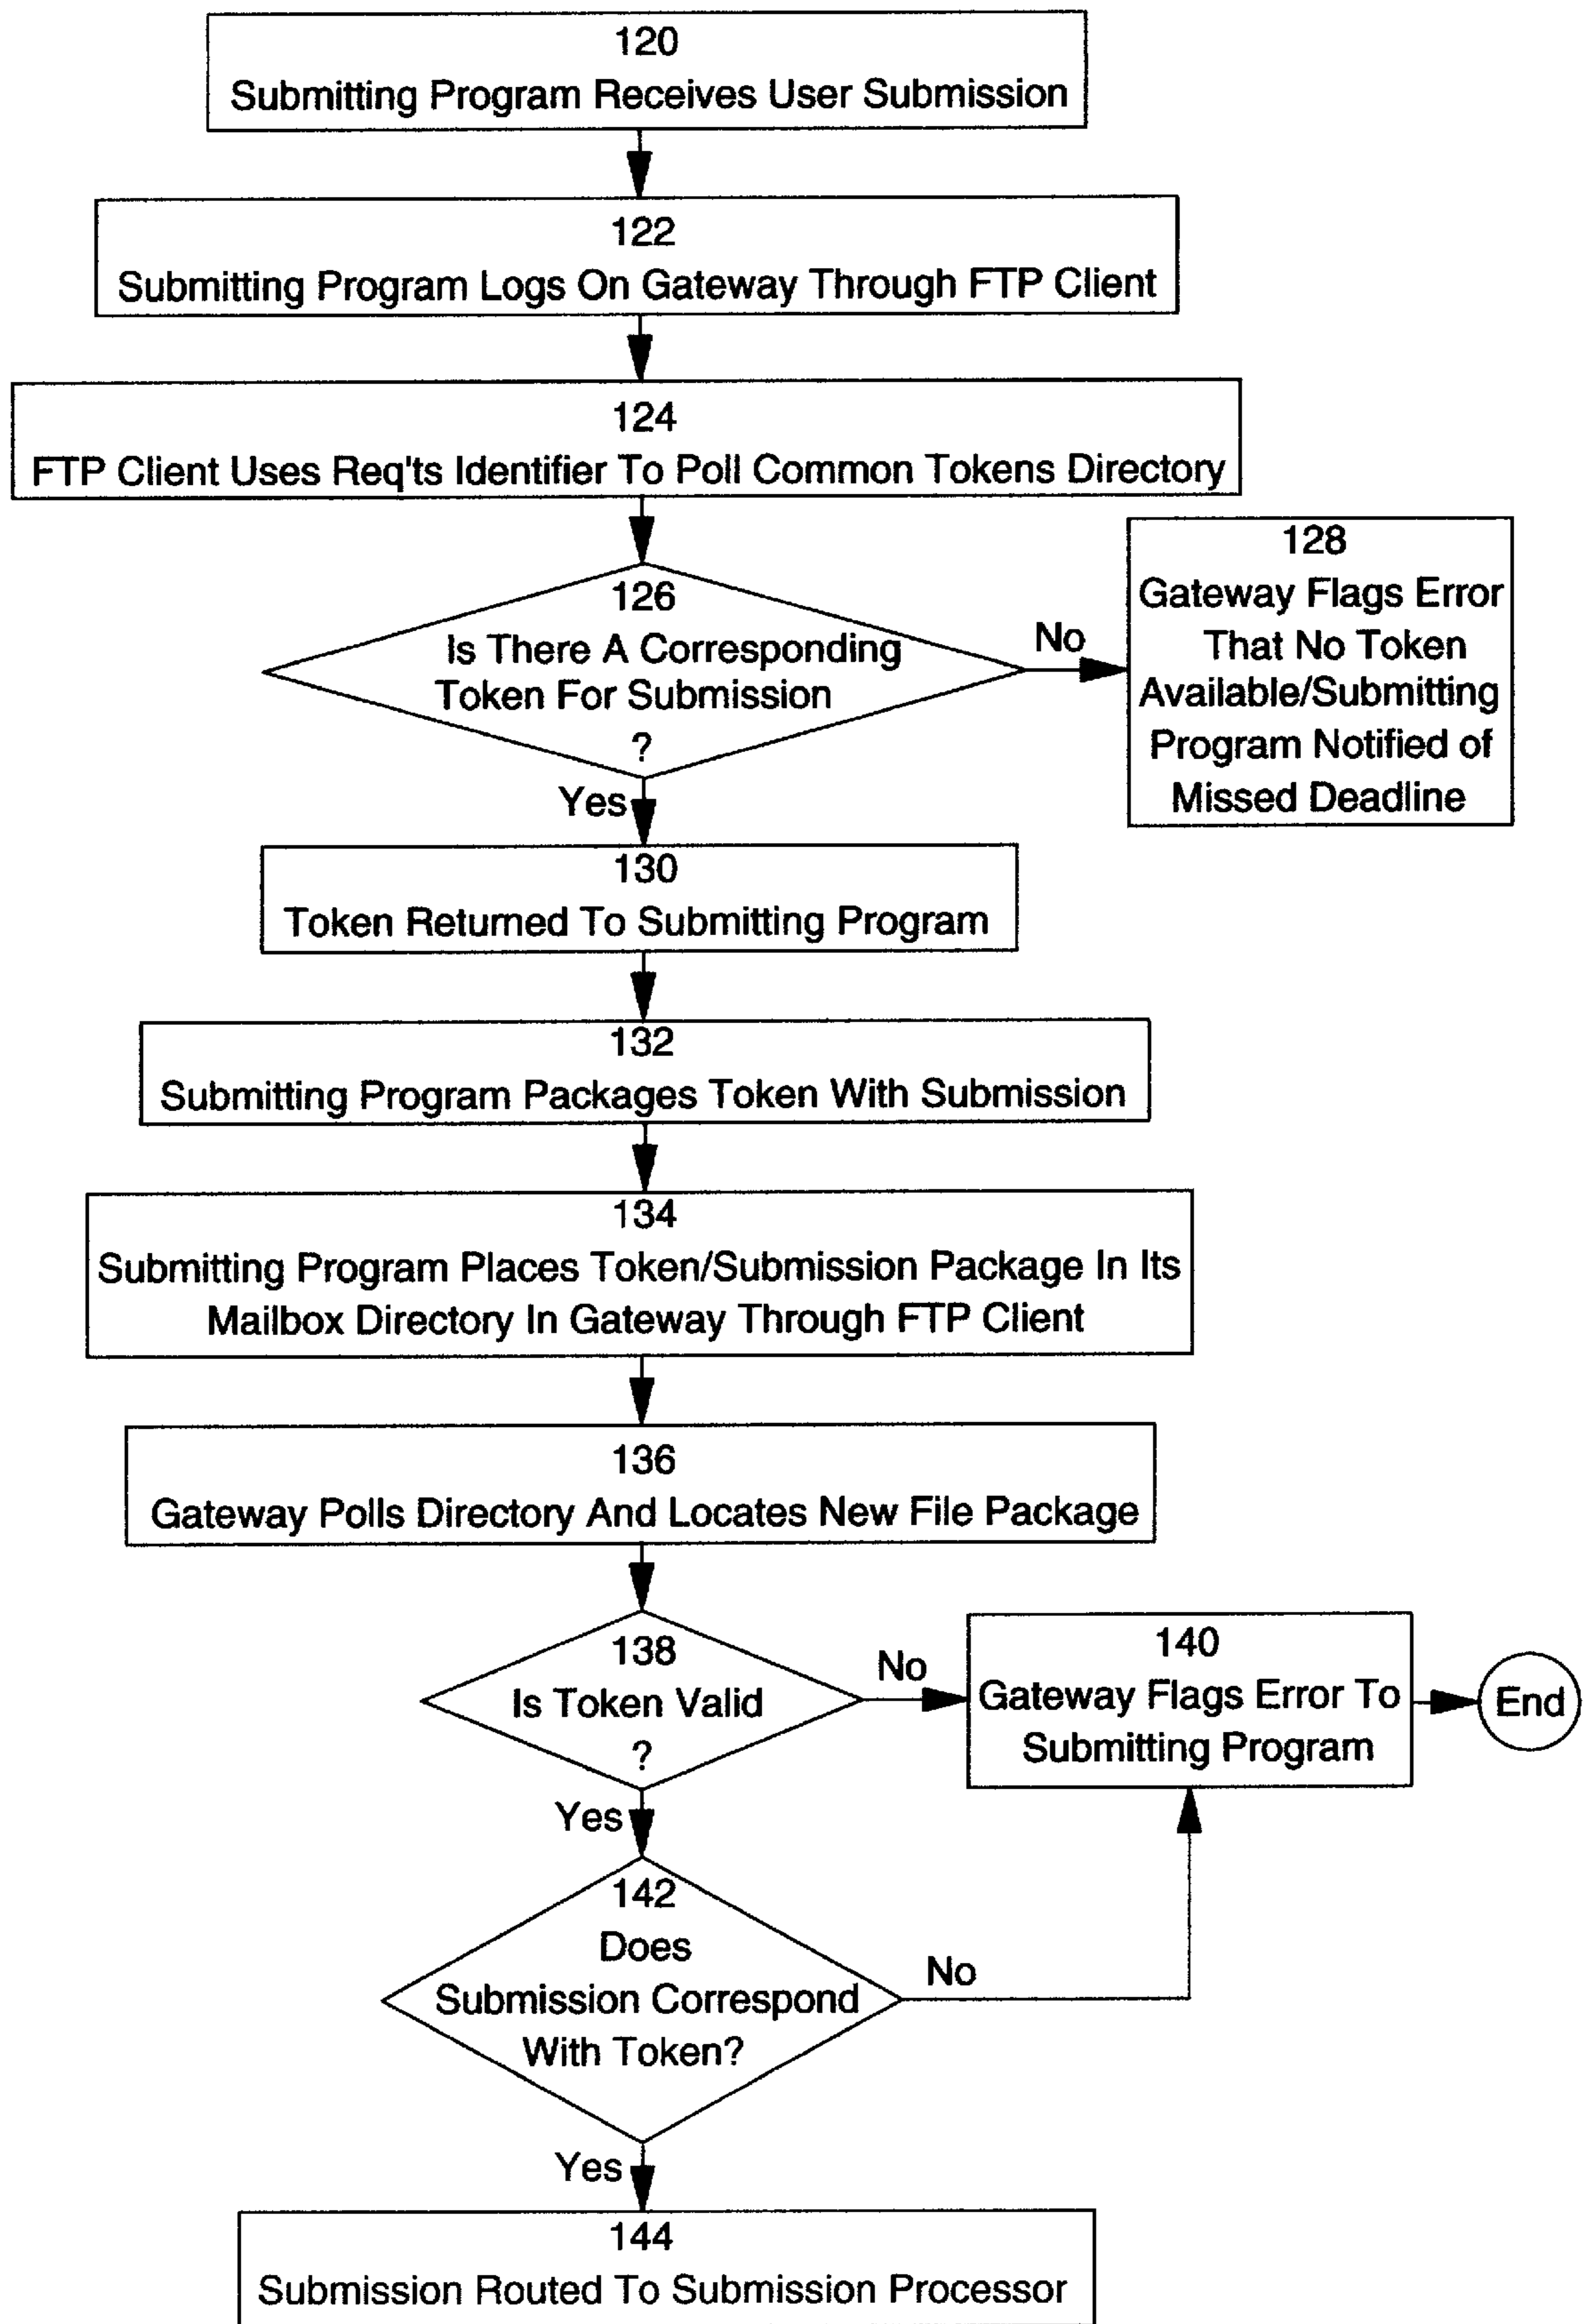 120
Submitting Program Receives User Submission
122
Submitting Program Logs On Gateway Through FTP Client
124
FTP Client Uses Req'ts Identifier To Poll Common Tokens Directory
126
Is There A Corresponding
Token For Submission
?
No
128
Gateway Flags Error
That No Token
Available/Submitting
Program Notified of
Missed Deadline
Yes
130
Token Returned To Submitting Program
132
Submitting Program Packages Token With Submission
134
Submitting Program Places Token/Submission Package In Its
Mailbox Directory In Gateway Through FTP Client
136
Gateway Polls Directory And Locates New File Package
138
Is Token Valid
?
No
140
Gateway Flags Error To
Submitting Program
End
Yes
142
Does
Submission Correspond
With Token?
No
Yes
144
Submission Routed To Submission Processor